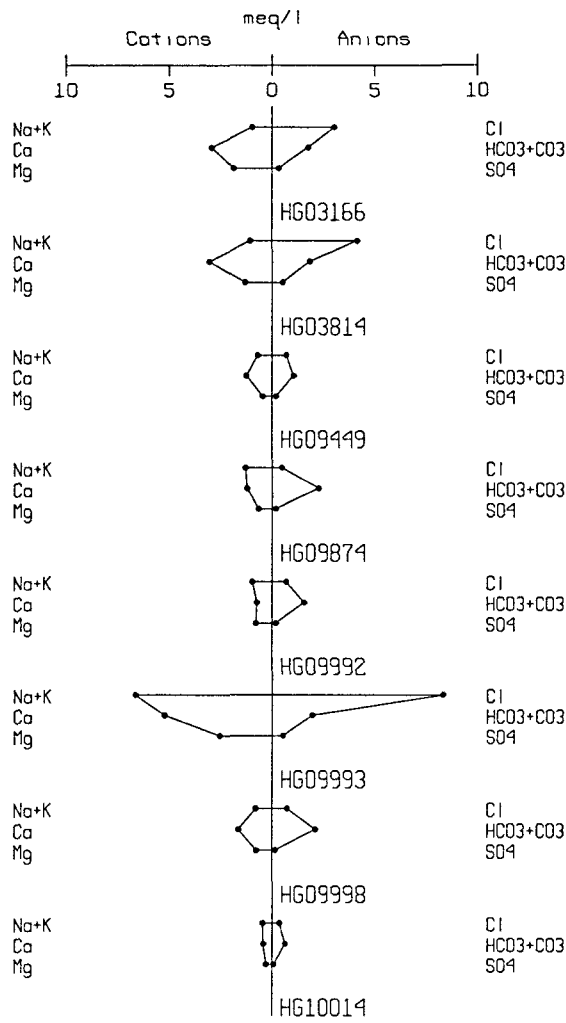 meq/l
Cations Anions
10 5 0 5 10
Na+K Cl
Ca HCO3+CO3
Mg SO4
HG03166
Na+K Cl
Ca HCO3+CO3
Mg SO4
HG03814
Na+K Cl
Ca HCO3+CO3
Mg SO4
HG09449
Na+K Cl
Ca HCO3+CO3
Mg SO4
HG09874
Na+K Cl
Ca HCO3+CO3
Mg SO4
HG09992
Na+K Cl
Ca HCO3+CO3
Mg SO4
HG09993
Na+K Cl
Ca HCO3+CO3
Mg SO4
HG09998
Na+K Cl
Ca HCO3+CO3
Mg SO4
HG10014